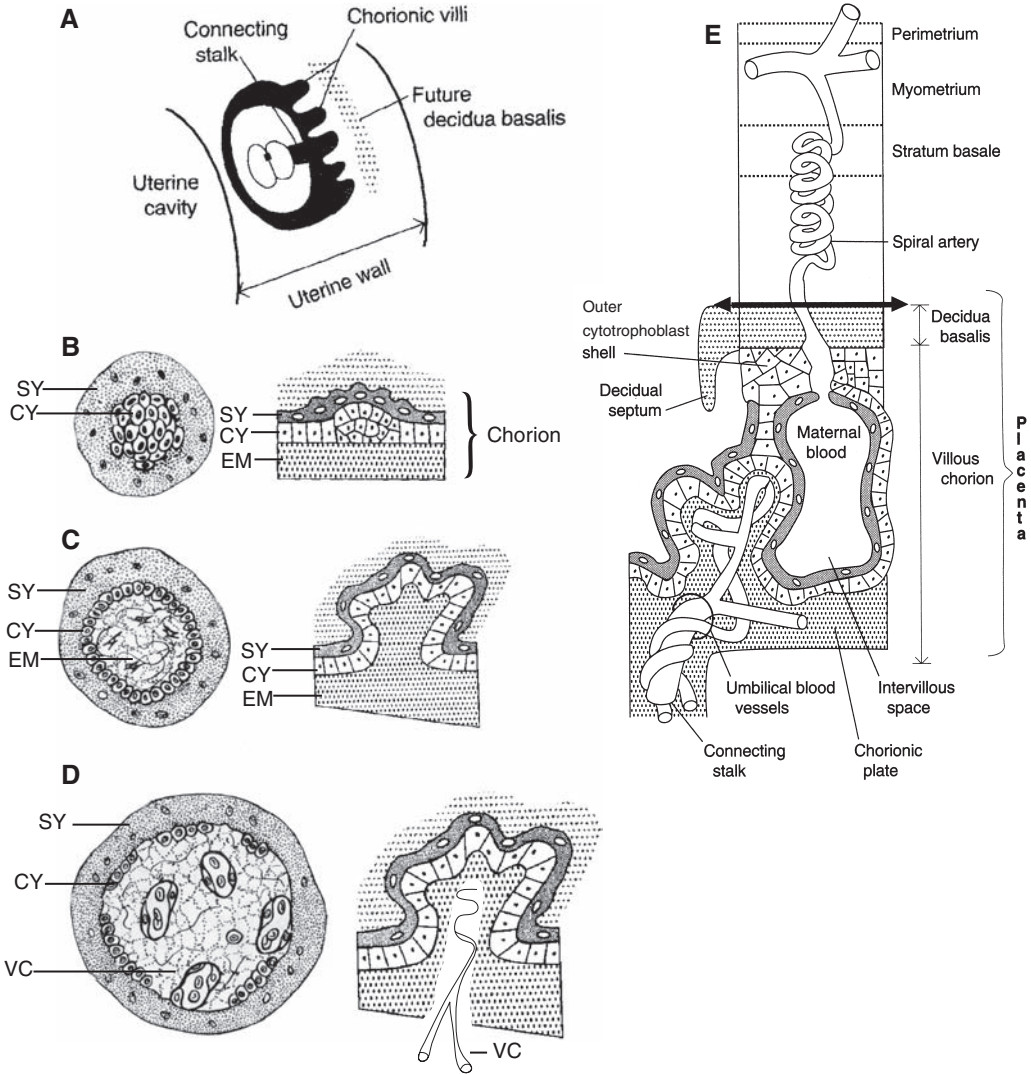 A
Connecting
stalk
Chorionic villi
Future
decidua basalis
Uterine
cavity
Uterine wall
B
SY
CY
SY
CY
EM
Chorion
C
SY
CY
EM
SY
CY
EM
D
SY
CY
VC
VC
E
Perimetrium
Myometrium
Stratum basale
Spiral artery
Outer
cytotrophoblast
shell
Decidua
basalis
Decidual
septum
Maternal
blood
Villous
chorion
Placenta
Umbilical blood
vessels
Intervillous
space
Connecting
stalk
Chorionic
plate